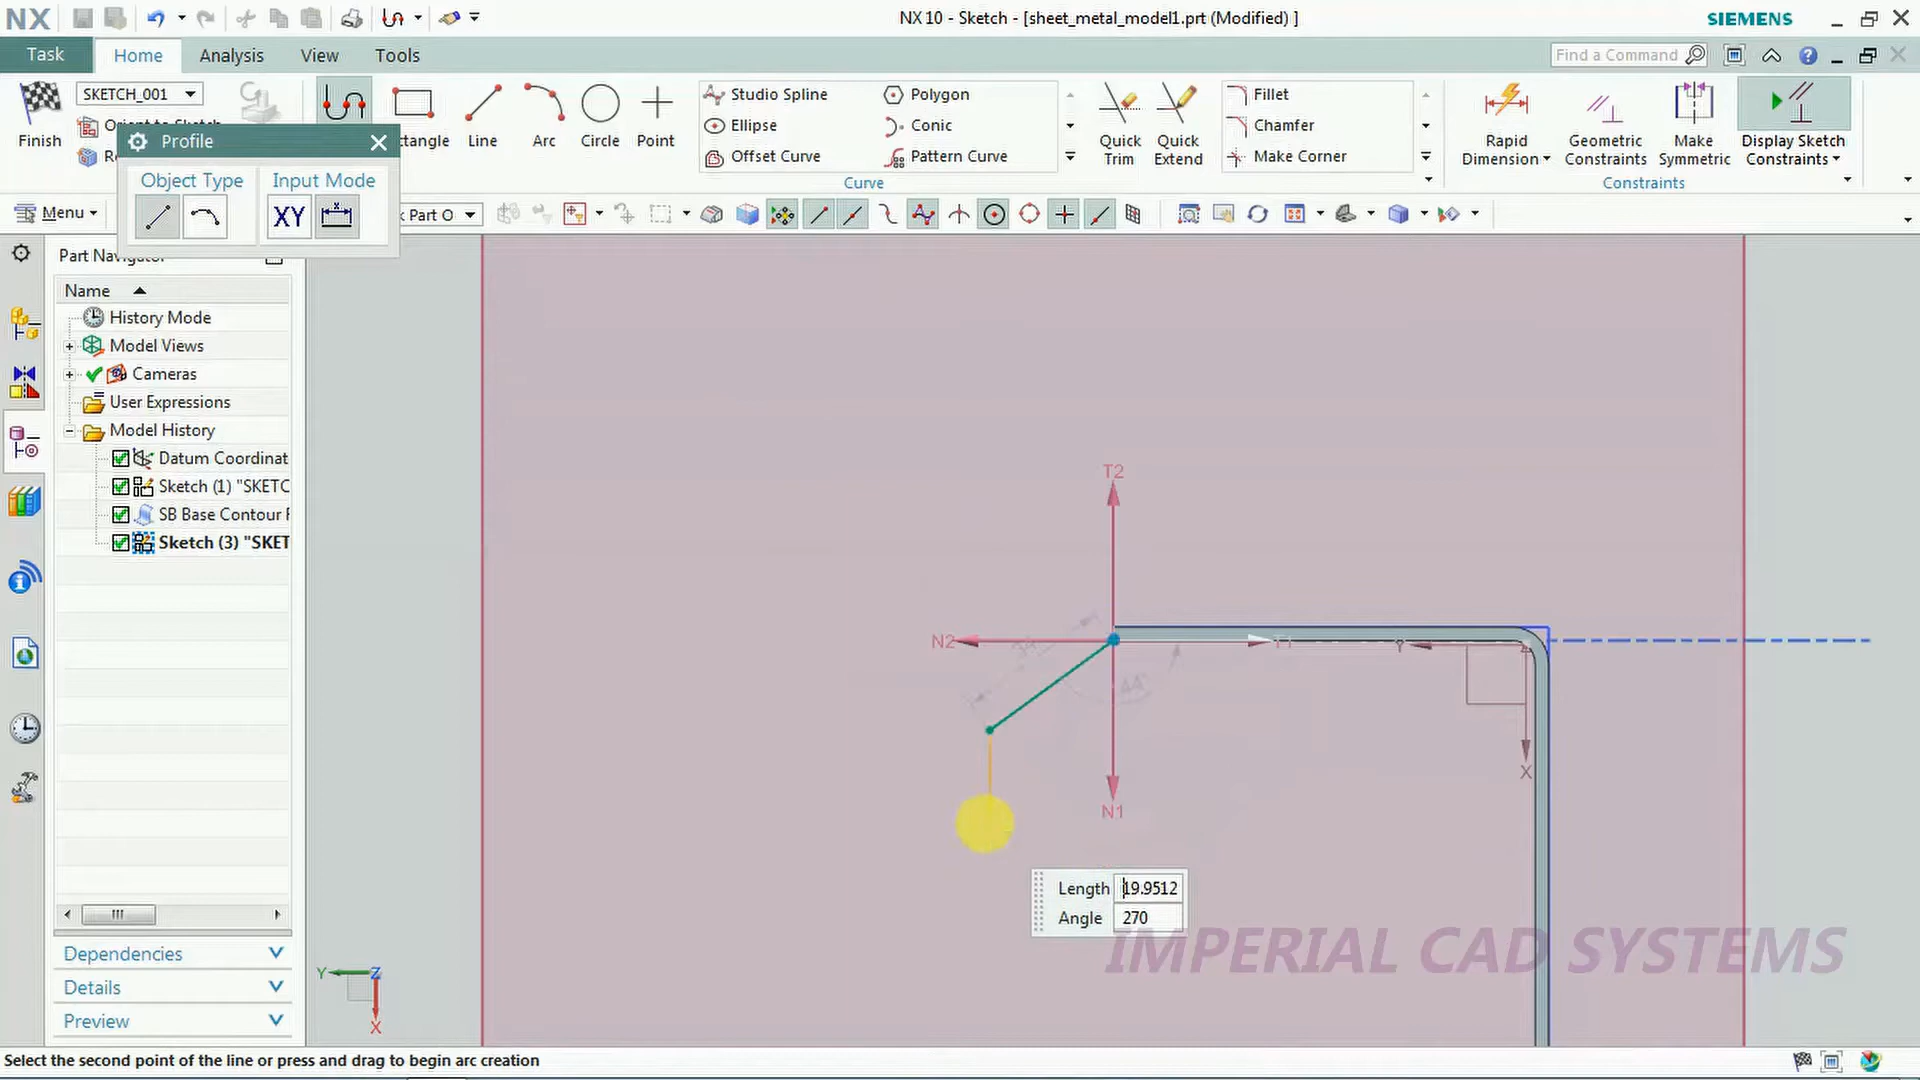 NX
NX 10 - Sketch - [sheet_metal_model1.prt (Modified) ]
SIEMENS
Task
Home
Analysis
View
Tools
Find a Command
SKETCH_001
Finish
Profile
Object Type
Input Mode
XY
Line
Arc
Circle
Point
Studio Spline
Polygon
Ellipse
Conic
Offset Curve
Pattern Curve
Curve
Quick Trim
Quick Extend
Fillet
Chamfer
Make Corner
Rapid Dimension
Geometric Constraints
Make Symmetric
Display Sketch Constraints
Constraints
Menu
Part O
Name
History Mode
Model Views
Cameras
User Expressions
Model History
Datum Coordinat
Sketch (1) "SKETC
SB Base Contour F
Sketch (3) "SKET
Dependencies
Details
Preview
T2
N2
T1
Y
44
N1
X
Length 19.9512
Angle 270
Y Z
X
IMPERIAL CAD SYSTEMS
Select the second point of the line or press and drag to begin arc creation